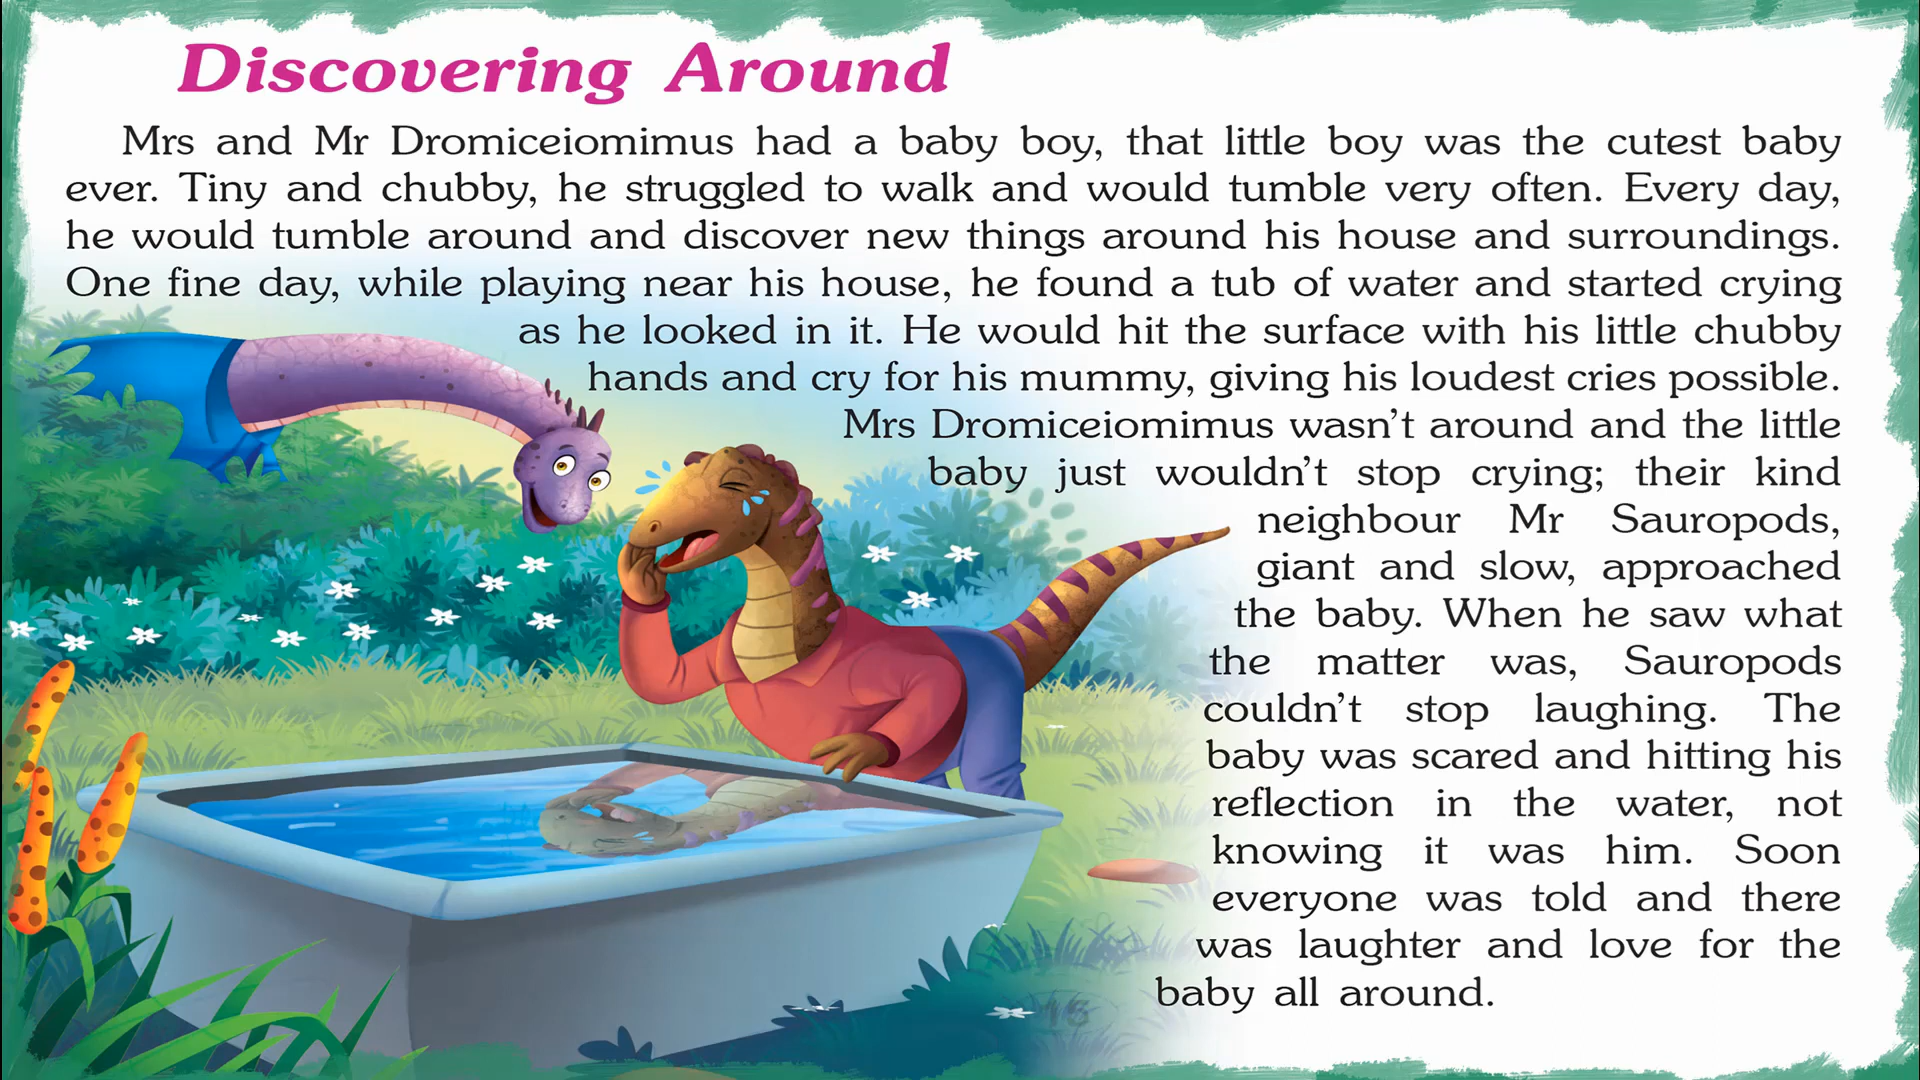 Discovering Around
Mrs and Mr Dromiceiomimus had a baby boy, that little boy was the cutest baby
ever. Tiny and chubby, he struggled to walk and would tumble very often. Every day,
he would tumble around and discover new things around his house and surroundings.
One fine day, while playing near his house, he found a tub of water and started crying
as he looked in it. He would hit the surface with his little chubby
hands and cry for his mummy, giving his loudest cries possible.
Mrs Dromiceiomimus wasn't around and the little
baby just wouldn't stop crying; their kind
neighbour Mr Sauropods,
giant and slow, approached
the baby. When he saw what
the matter was, Sauropods
couldn't stop laughing. The
baby was scared and hitting his
reflection in the water, not
knowing it was him. Soon
everyone was told and there
was laughter and love for the
baby all around.